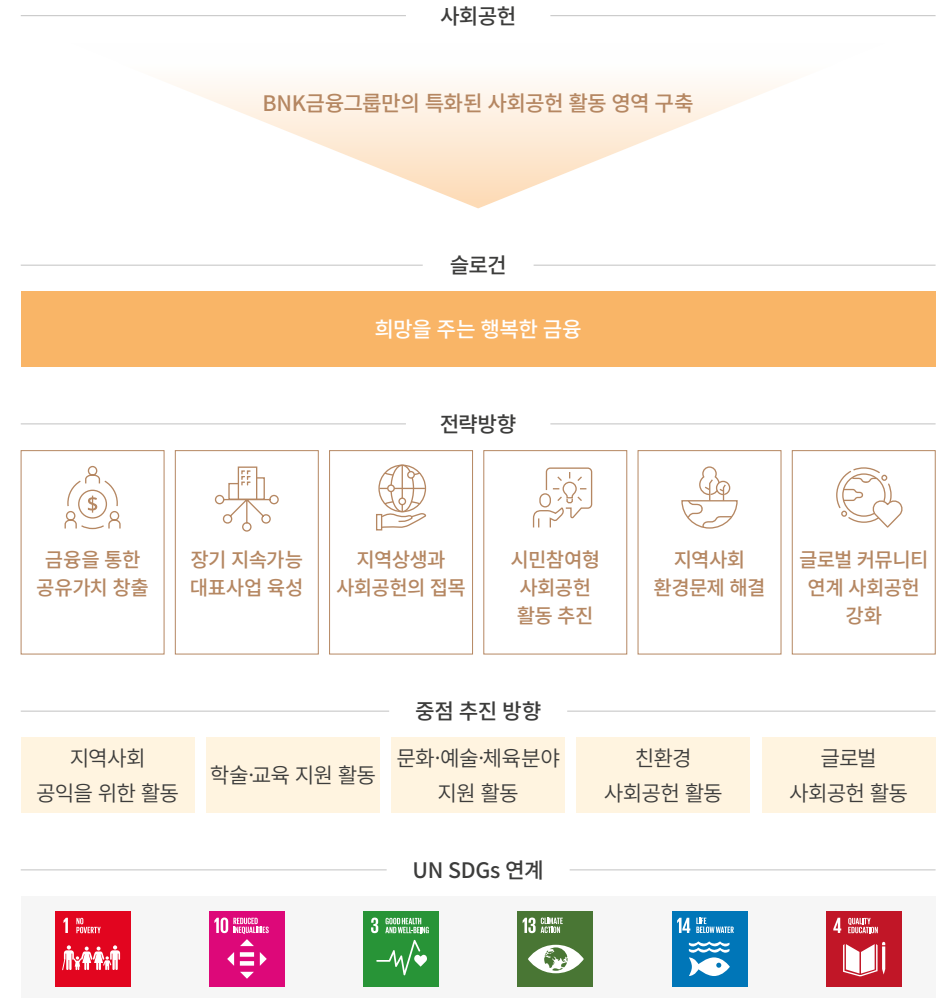 사회공헌
BNK금융그룹만의 특화된 사회공헌 활동 영역 구축
슬로건
희망을 주는 행복한 금융
전략방향
$
금융을 통한
공유가치 창출
장기 지속가능
대표사업 육성
지역상생과
사회공헌의 접목
시민참여형
사회공헌
활동 추진
지역사회
환경문제 해결
글로벌 커뮤니티
연계 사회공헌
강화
중점 추진 방향
지역사회
공익을 위한 활동
학술·교육 지원 활동
문화·예술·체육분야
지원 활동
친환경
사회공헌 활동
글로벌
사회공헌 활동
UN SDGs 연계
1 NO
POVERTY
10 REDUCED
INEQUALITIES
3 GOOD HEALTH
AND WELL-BEING
13 CLIMATE
ACTION
14 LIFE
BELOW WATER
4 QUALITY
EDUCATION